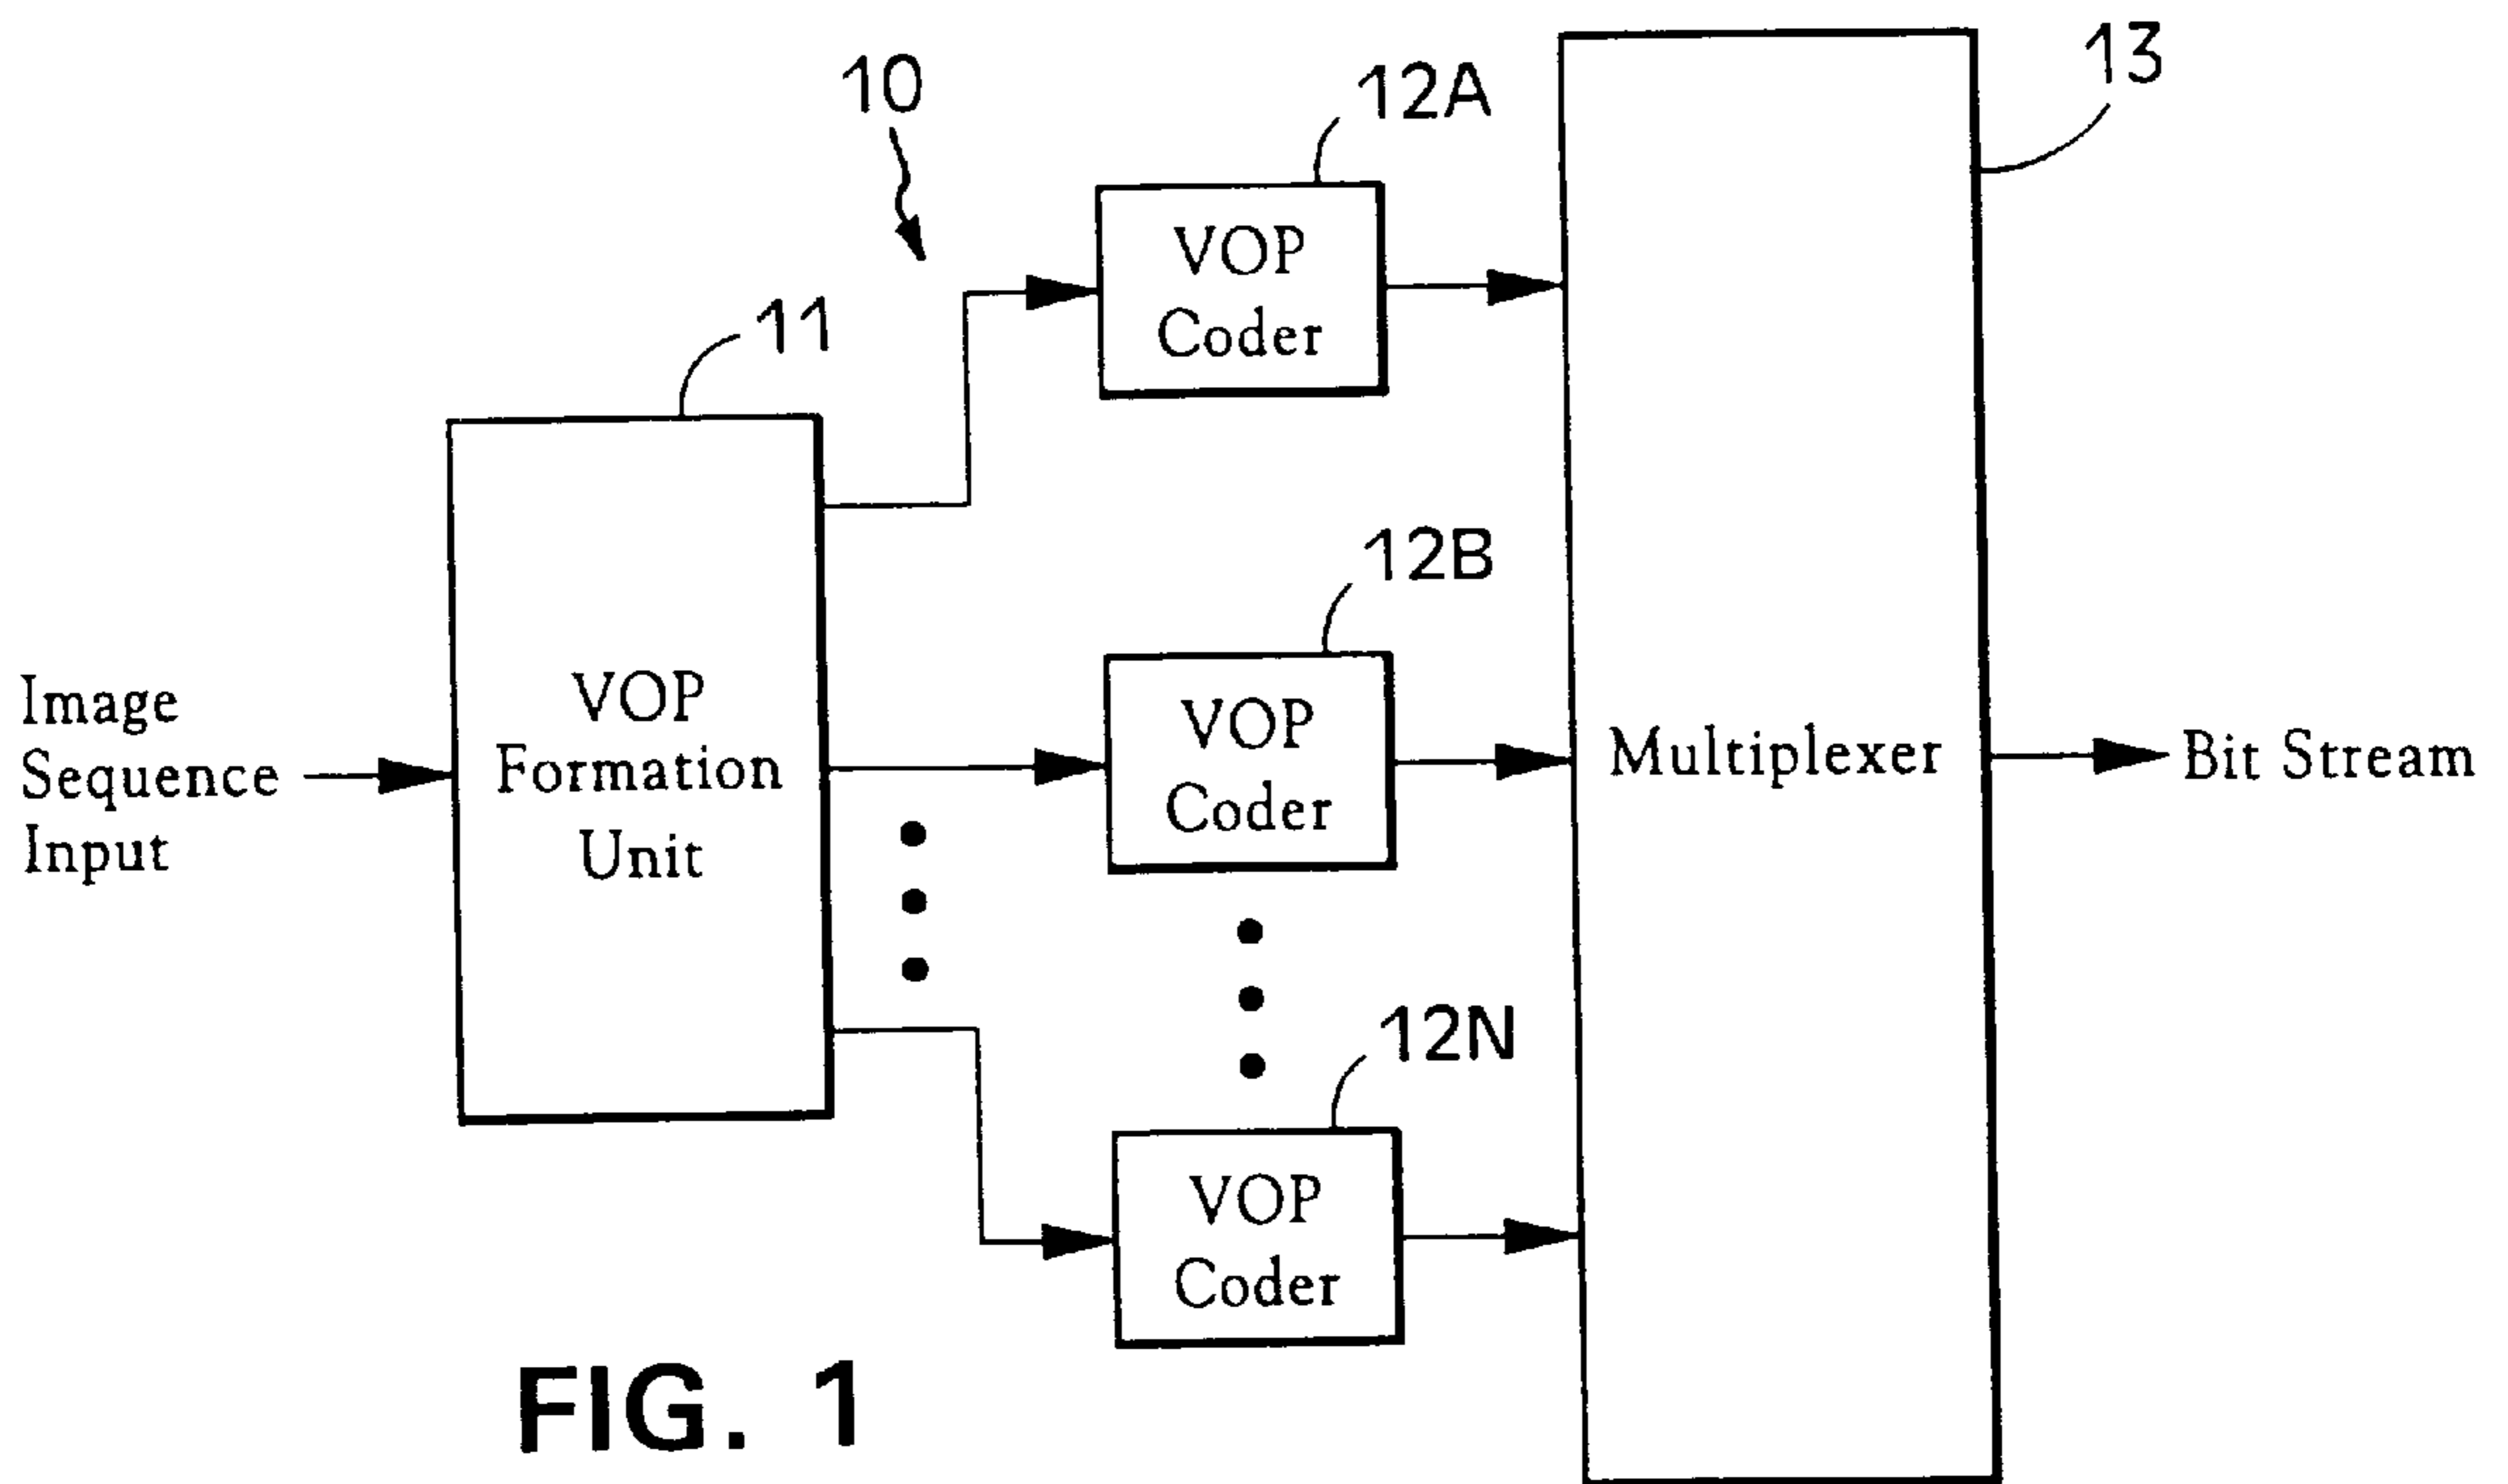 10
12A
13
VOP
Coder
11
12B
Image
Sequence
Input
VOP
Formation
Unit
VOP
Coder
Multiplexer
Bit Stream
12N
VOP
Coder
FIG. 1